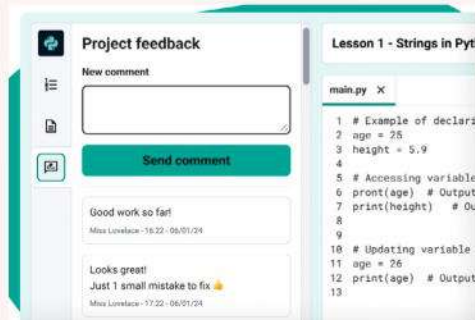 Project feedback
New comment
Send comment
Good work so far!
Miss Lovelace - 16:22 - 06/01/24
Looks great!
Just 1 small mistake to fix 👍
Miss Lovelace - 17:22 - 06/01/24
Lesson 1 - Strings in Pyt
main.py ×
1 # Example of declari
2 age = 25
3 height = 5.9
4
5 # Accessing variable
6 pront(age) # Output
7 print(height) # Ou
8
9
10 # Updating variable
11 age = 26
12 print(age) # Output
13